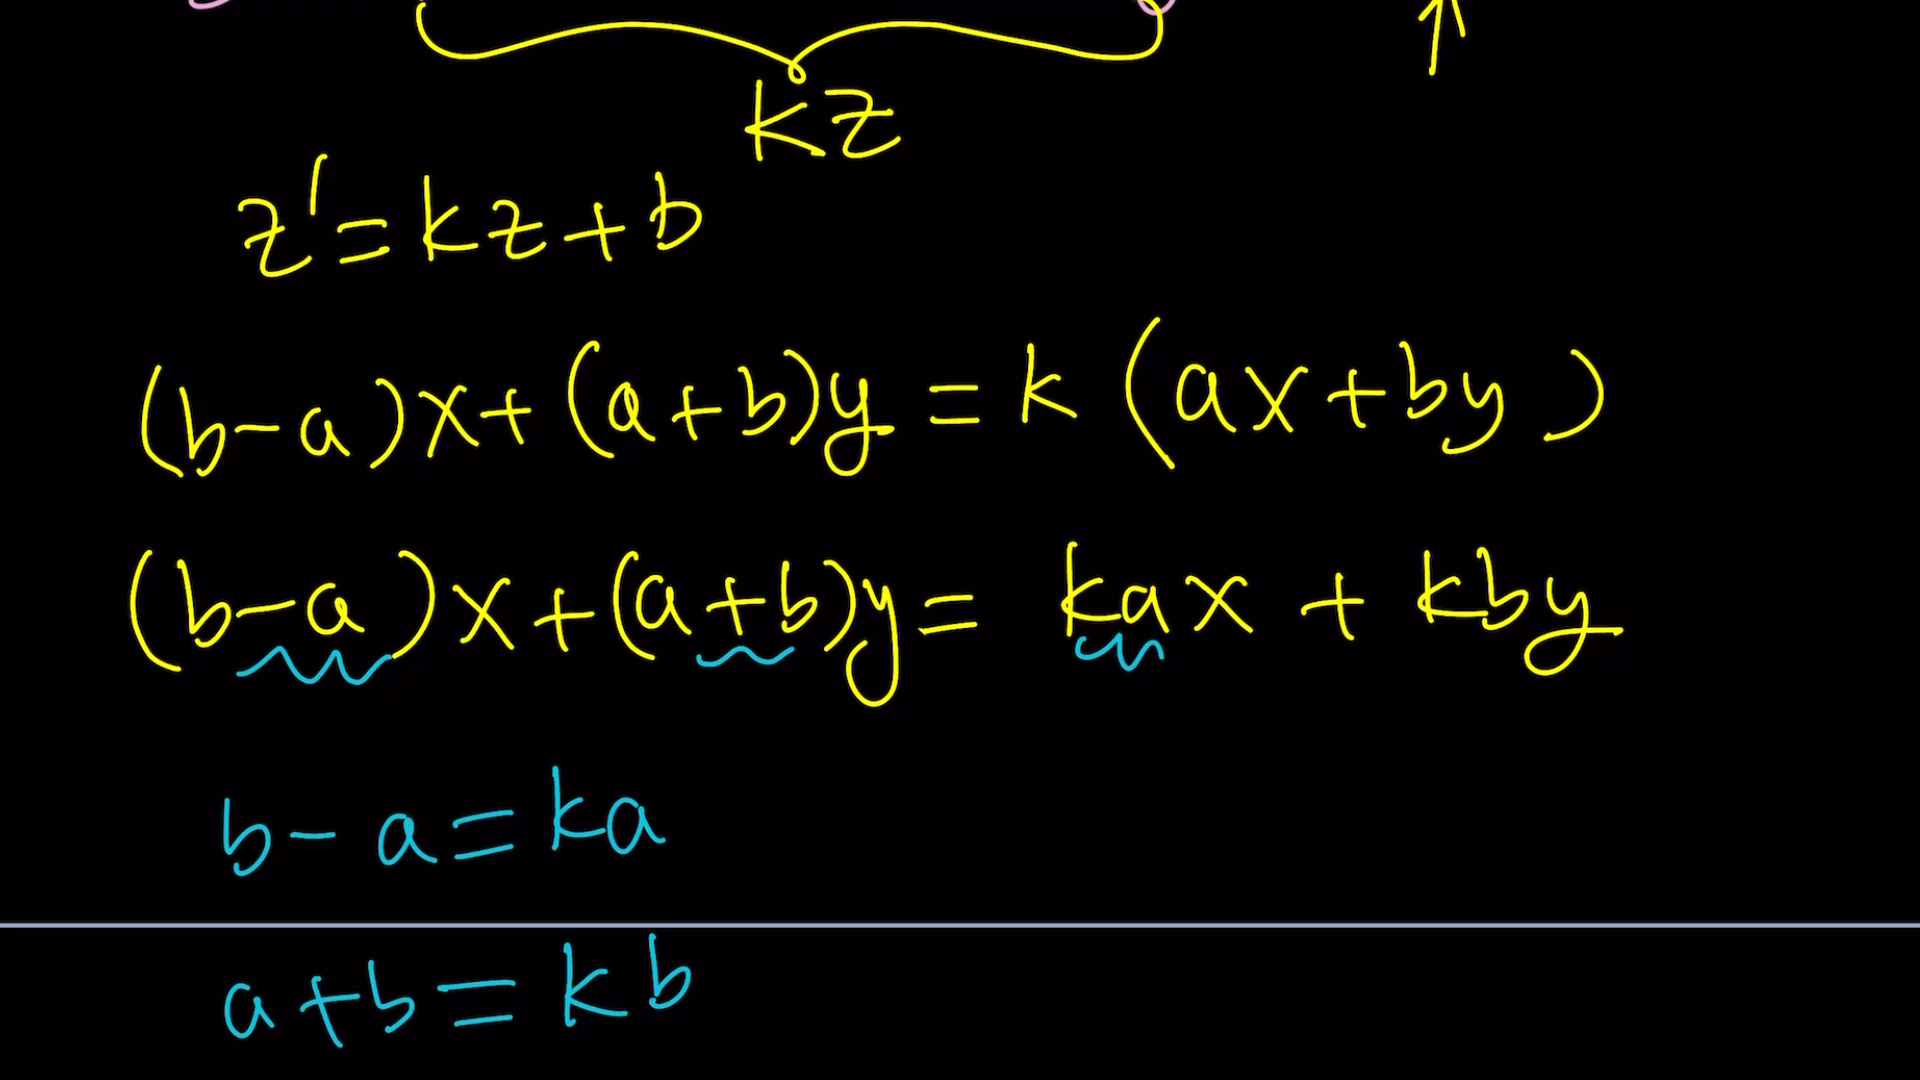 kz
z' = kz + b
(b-a)x + (a+b)y = k (ax + by)
(b-a)x + (a+b)y = kax + kby
b - a = ka
a + b = kb